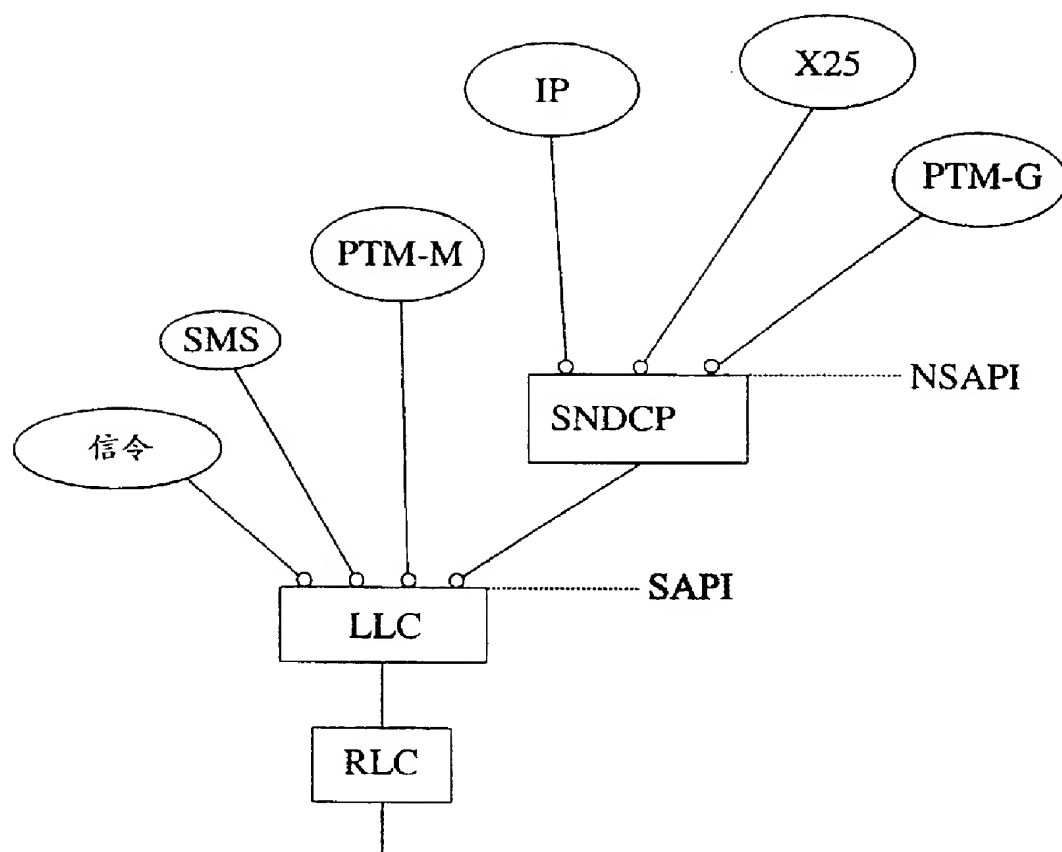 X25
IP
PTM-G
PTM-M
SMS
NSAPI
SNDCP
信令
SAPI
LLC
RLC